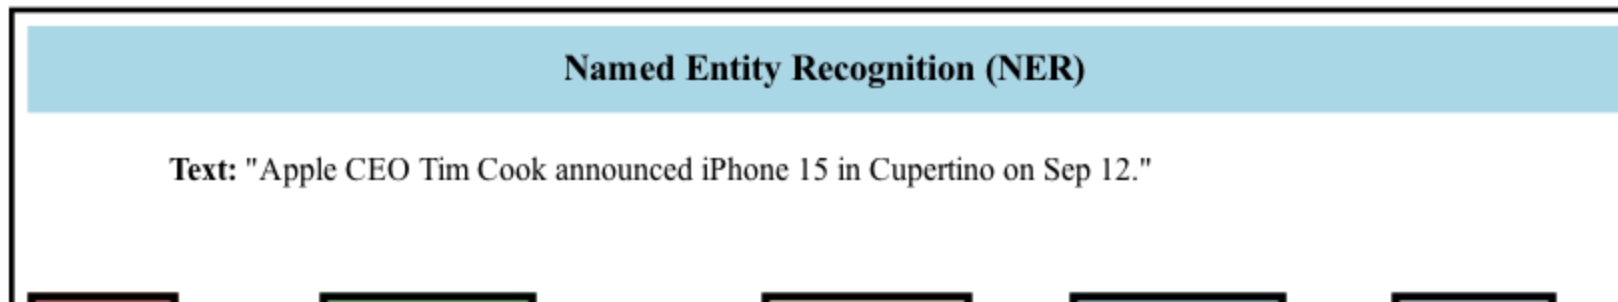 Named Entity Recognition (NER)
Text: "Apple CEO Tim Cook announced iPhone 15 in Cupertino on Sep 12."